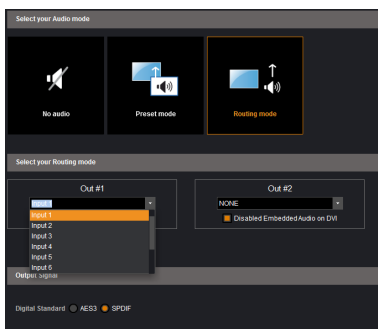 Select your Audio mode
No audio
Preset mode
Routing mode
Select your Routing mode
Out #1
Input 1
Input 1
Input 2
Input 3
Input 4
Input 5
Input 6
Out #2
NONE
Disabled Embedded Audio on DVI
Output Signal
Digital Standard AES3 SPDIF